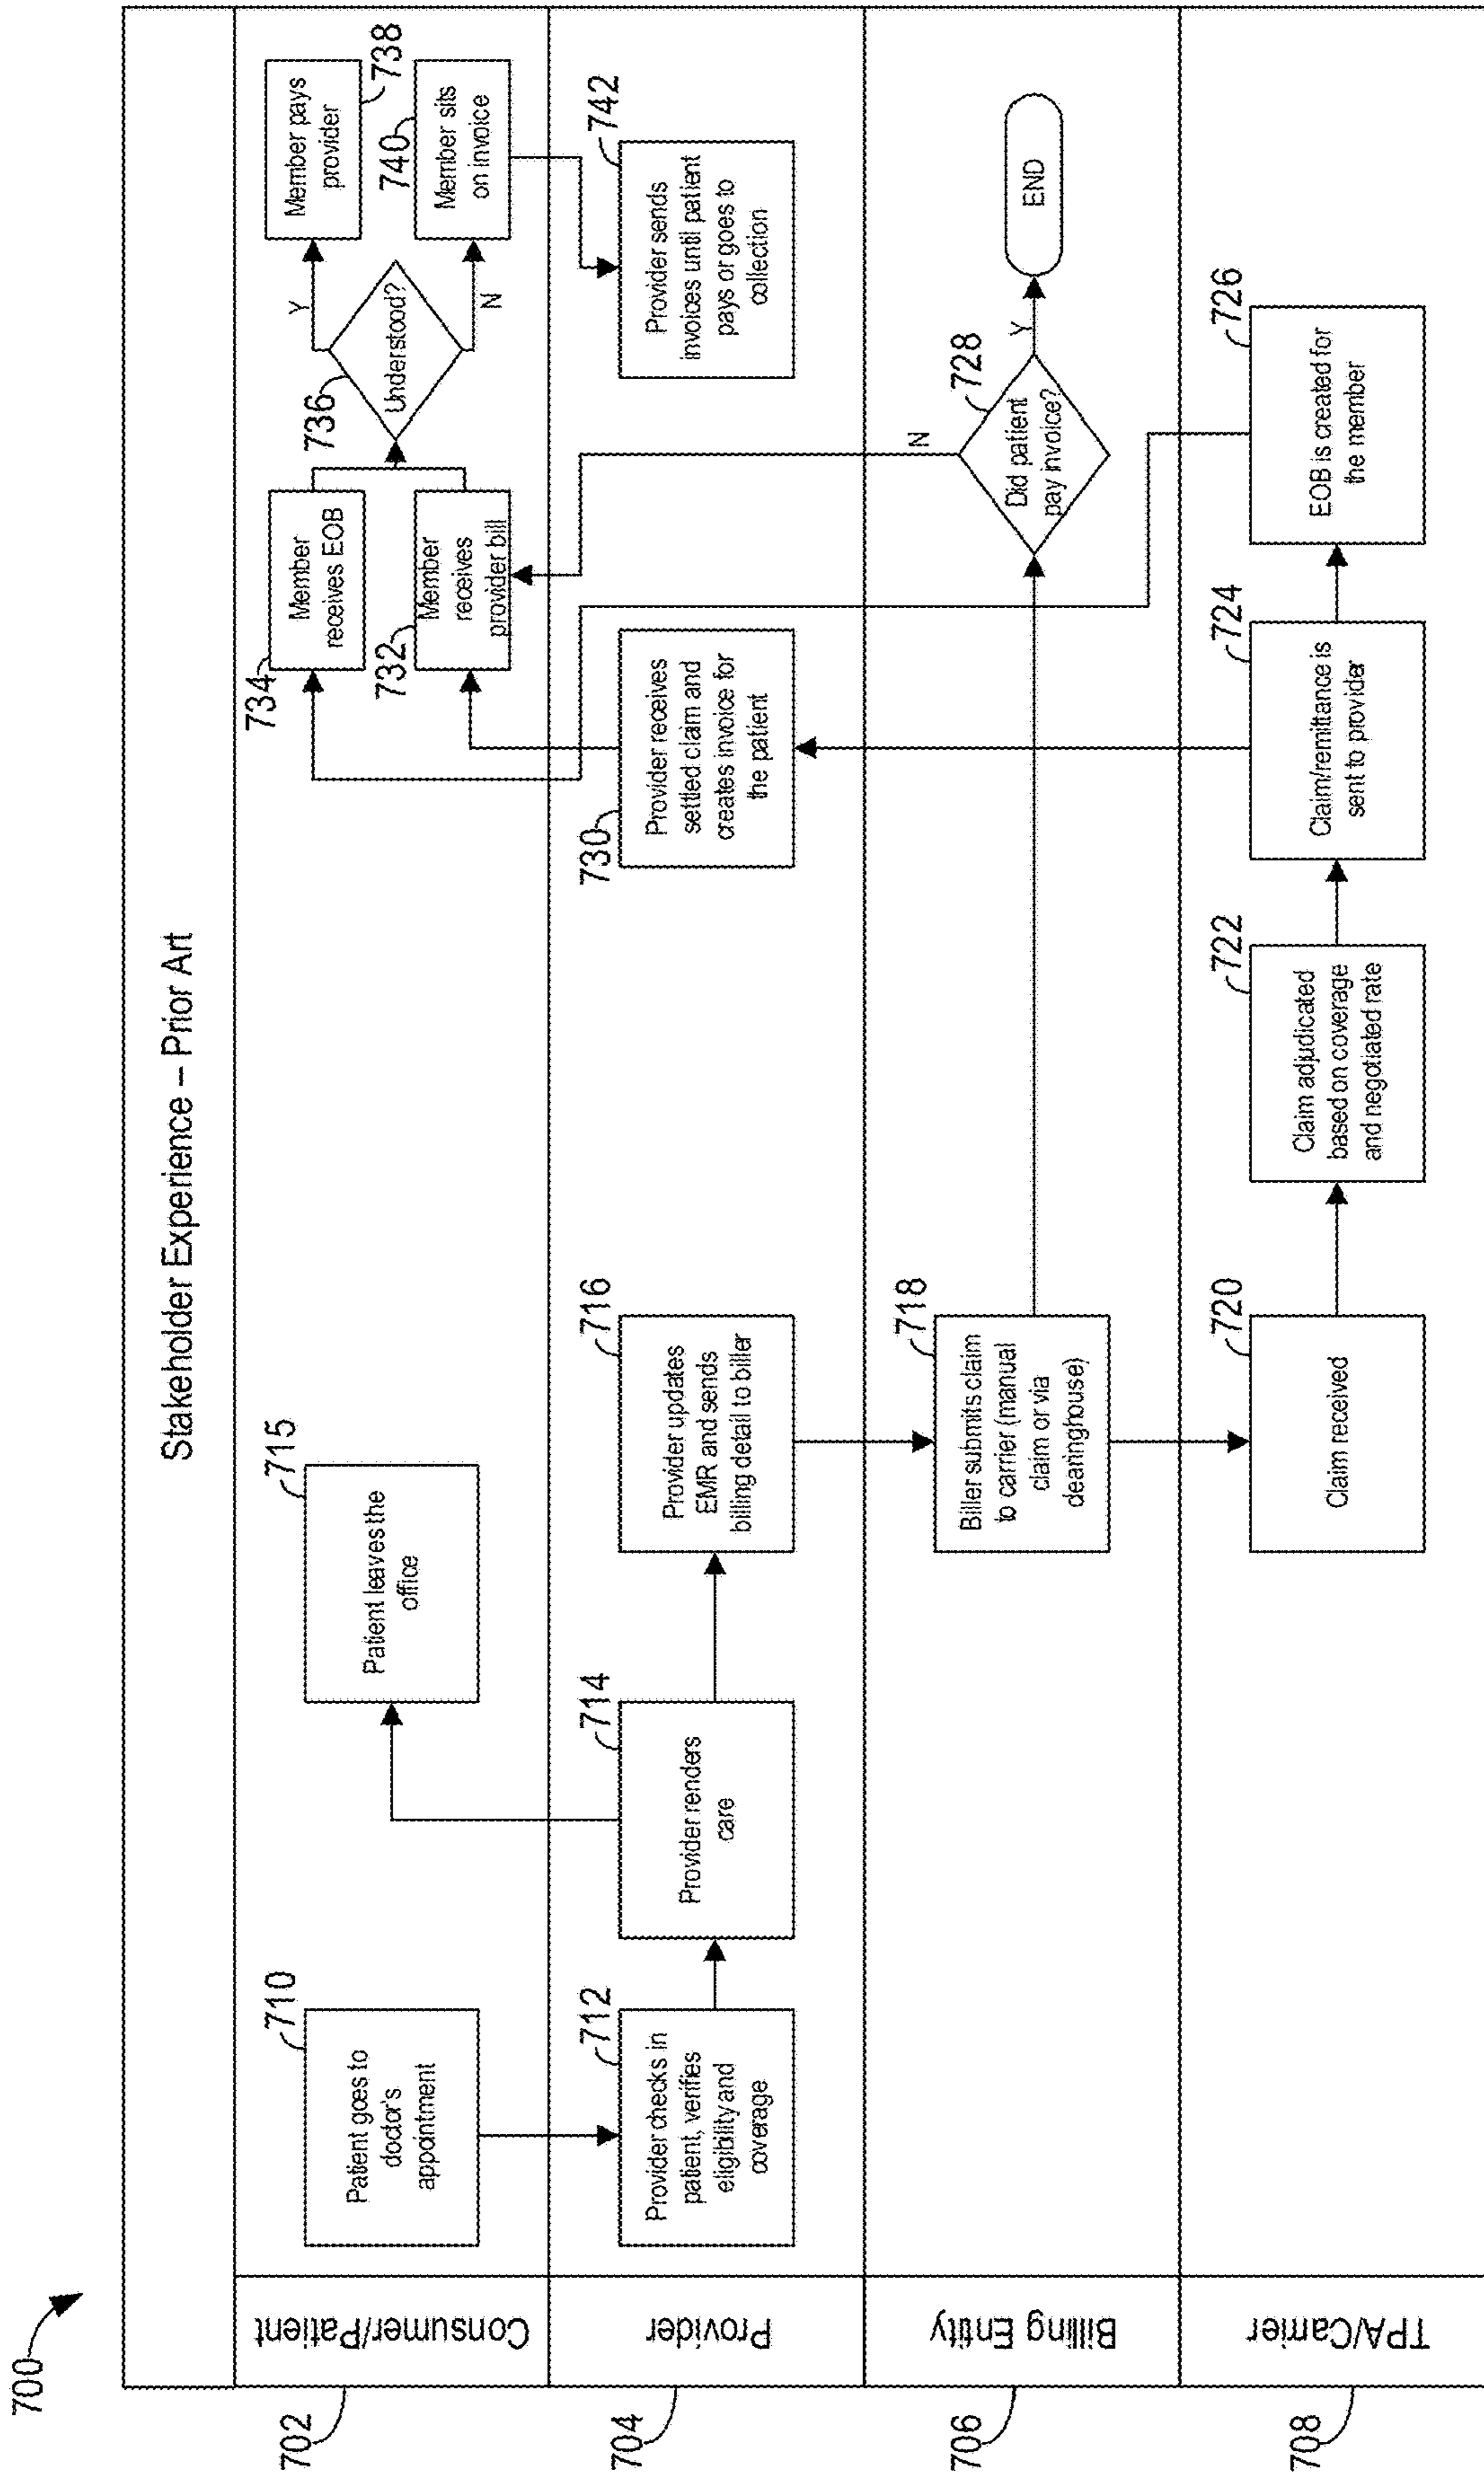 700
Stakeholder Experience – Prior Art
702
Consumer/Patient
710
Patient goes to
doctor's
appointment
715
Patient leaves the
office
734
Member
receives EOB
732
Member
receives
provider bill
736
Understood?
Y
N
Member pays
provider
738
740
Member sits
on invoice
704
Provider
712
Provider checks in
patient, verifies
eligibility and
coverage
714
Provider renders
care
716
Provider updates
EMR and sends
billing detail to biller
730
Provider receives
settled claim and
creates invoice for
the patient
742
Provider sends
invoices until patient
pays or goes to
collection
706
Billing Entity
718
Biller submits claim
to carrier (manual
claim or via
clearinghouse)
728
Did patient
pay invoice?
N
Y
END
708
TPA/Carrier
720
Claim received
722
Claim adjudicated
based on coverage
and negotiated rate
724
Claim/remittance is
sent to provider
726
EOB is created for
the member